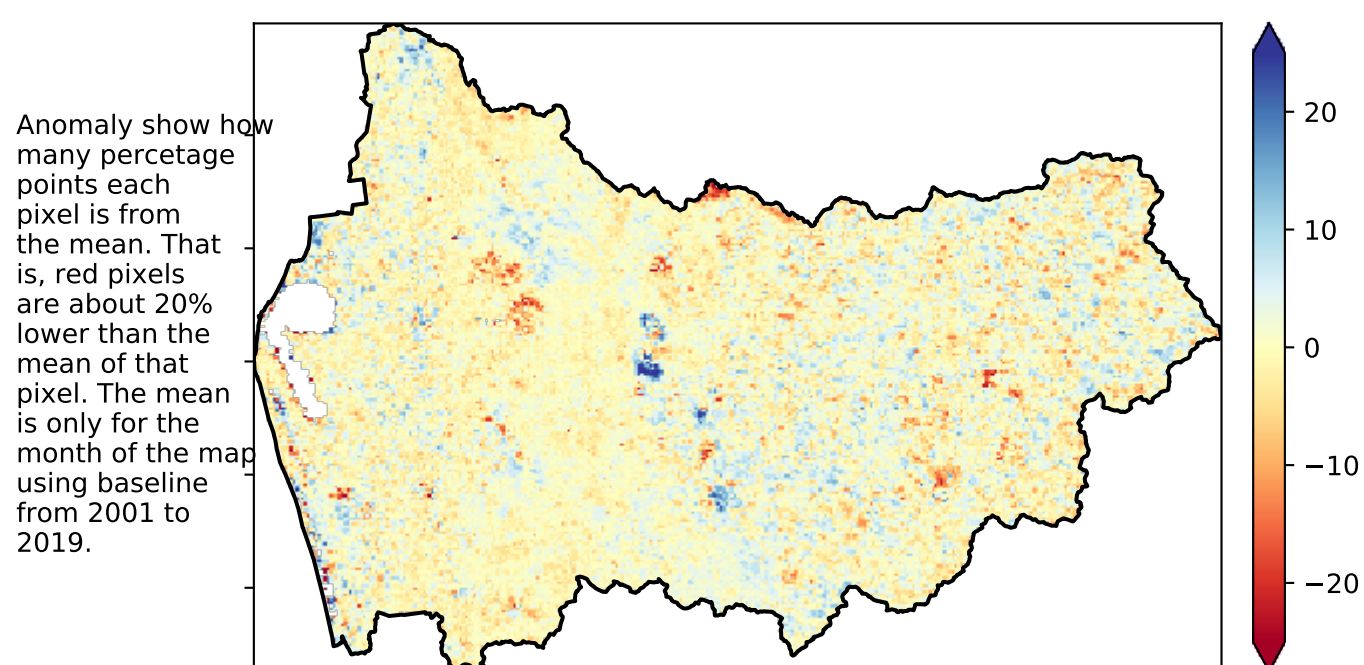 Anomaly show how
many percetage
points each
pixel is from
the mean. That
is, red pixels
are about 20%
lower than the
mean of that
pixel. The mean
is only for the
month of the map
using baseline
from 2001 to
2019.
20
10
0
−10
−20